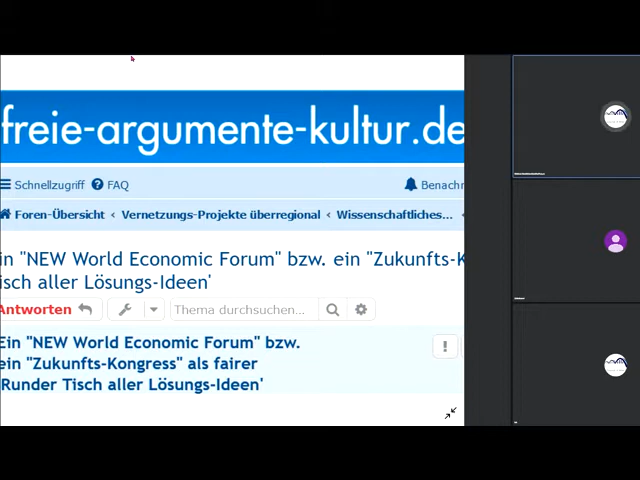 freie-argumente-kultur.de
Schnellzugriff FAQ Benachr
Foren-Übersicht ‹ Vernetzungs-Projekte überregional ‹ Wissenschaftliches... ‹
in "NEW World Economic Forum" bzw. ein "Zukunfts-K
isch aller Lösungs-Ideen'
Antworten Thema durchsuchen...
Ein "NEW World Economic Forum" bzw.
ein "Zukunfts-Kongress" als fairer
'Runder Tisch aller Lösungs-Ideen'